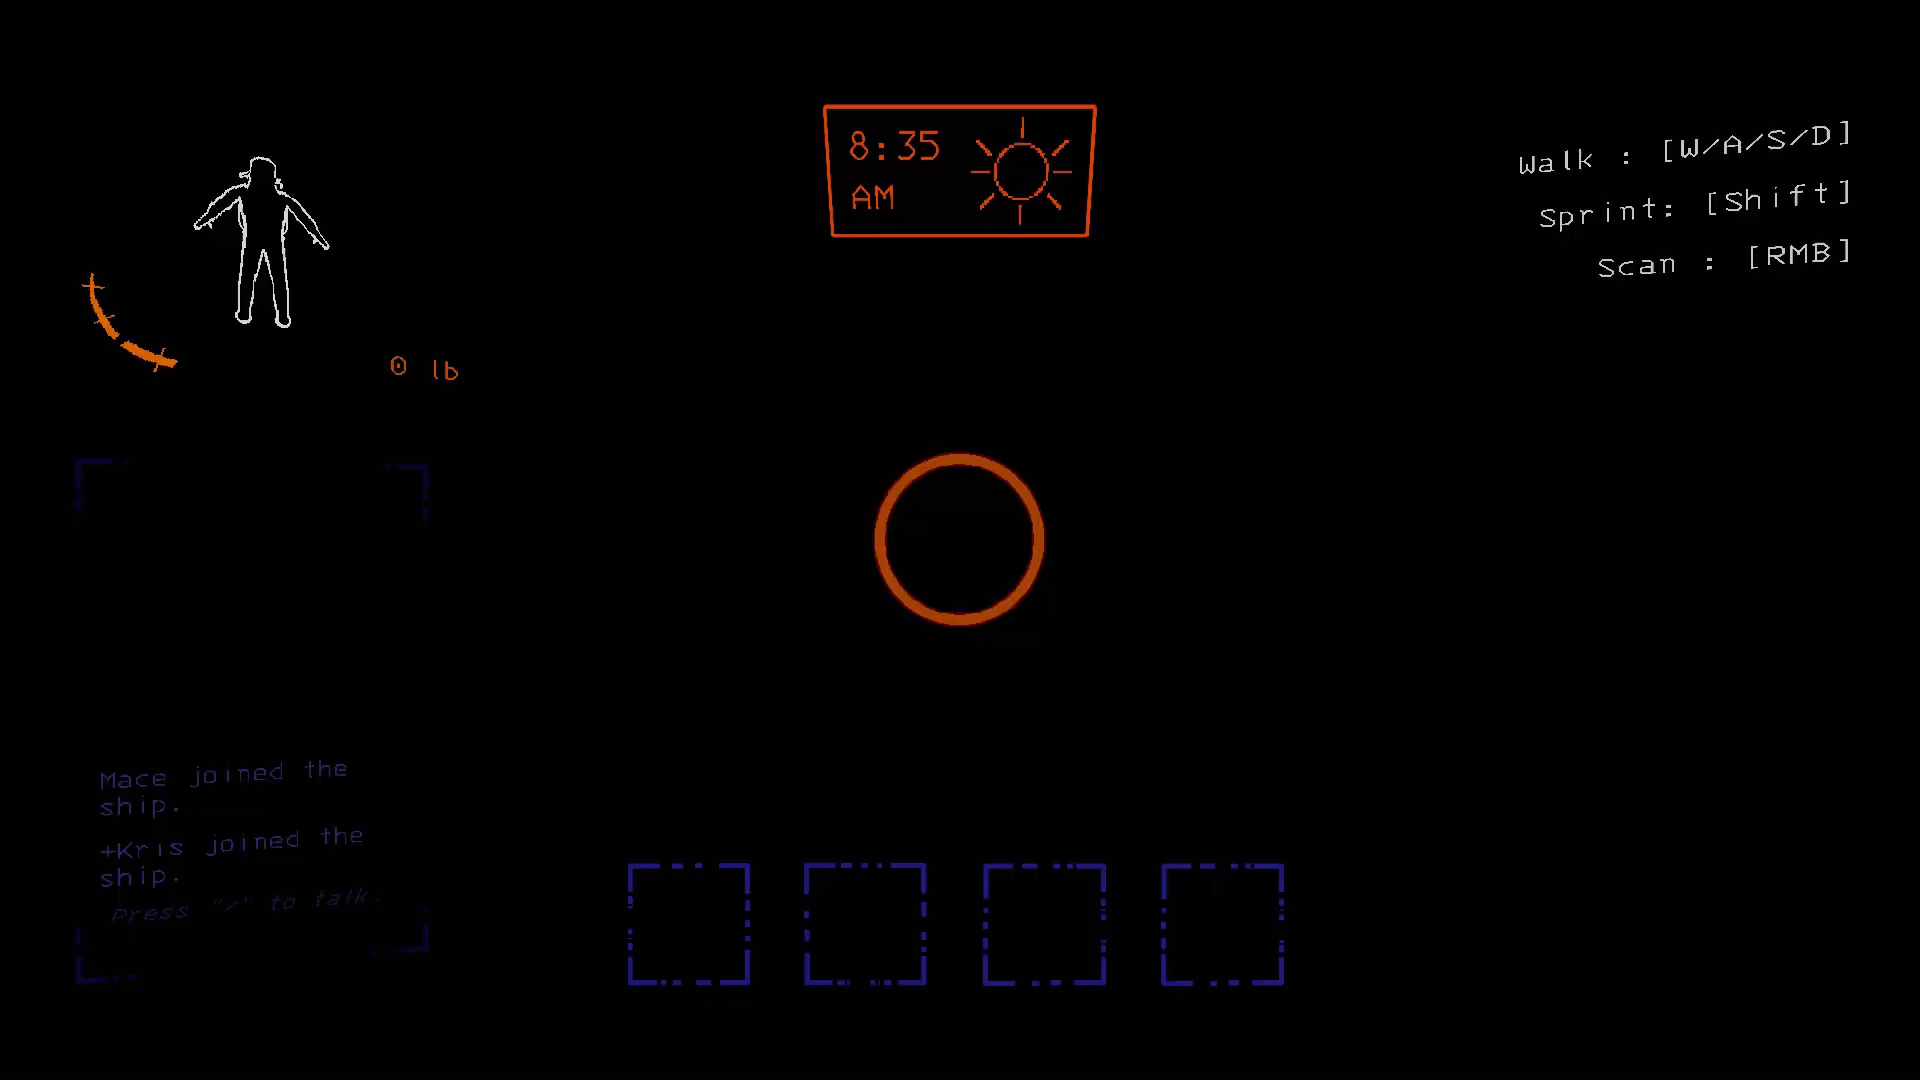 8:35
AM
Walk : [W/A/S/D]
Sprint: [Shift]
Scan : [RMB]
0 lb
Mace joined the
ship.
+Kris joined the
ship.
Press "/" to talk.